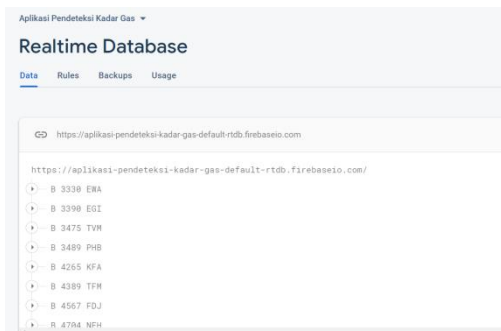 Aplikasi Pendeteksi Kadar Gas
Realtime Database
Data Rules Backups Usage
https://aplikasi-pendeteksi-kadar-gas-default-rtdb.firebaseio.com
https://aplikasi-pendeteksi-kadar-gas-default-rtdb.firebaseio.com/
B 3330 EWA
B 3390 EGI
B 3475 TVM
B 3489 PHB
B 4265 KFA
B 4389 TFM
B 4567 FDJ
B 4704 NFH